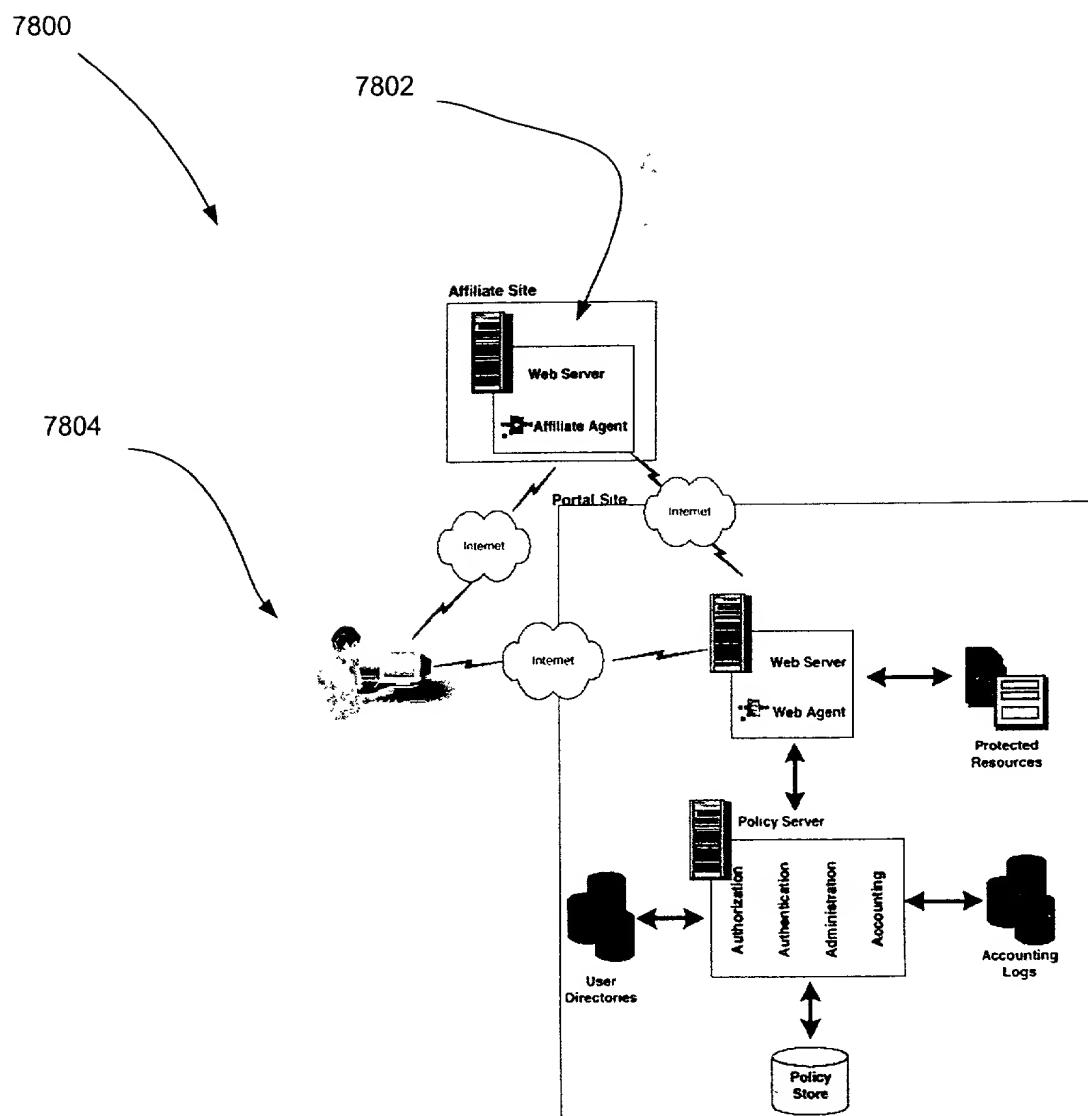 7800
7802
Affiliate Site
Web Server
Affiliate Agent
7804
Portal Site
Internet
Internet
Internet
Web Server
Web Agent
Protected
Resources
Policy Server
Authorization
Authentication
Administration
Accounting
User
Directories
Accounting
Logs
Policy
Store